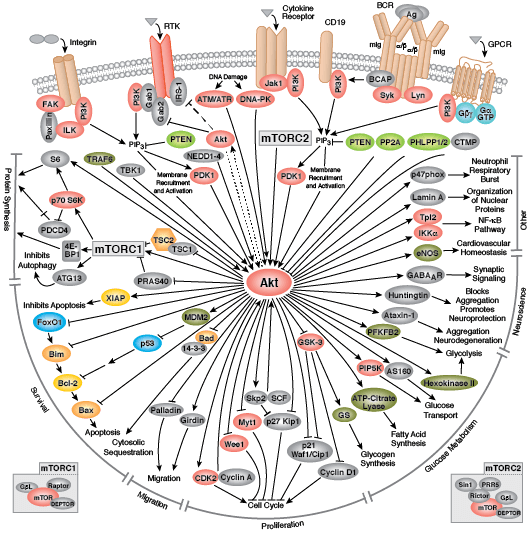 Integrin
RTK
Cytokine
Receptor
CD19
BCR
Ag
GPCR
mIg
α/β
α/β
mIg
FAK
Paxillin
ILK
PI3K
PI3K
Gab1
Gab2
IRS-1
DNA Damage
ATM/ATR
DNA-PK
Jak1
PI3K
PI3K
BCAP
Syk
Lyn
PI3K
Gβγ
Gα
GTP
PIP3
PTEN
Akt
mTORC2
PIP3
PTEN
PP2A
PHLPP1/2
CTMP
S6
TRAF6
TBK1
NEDD1-4
PDK1
Membrane
Recruitment
and Activation
PDK1
Membrane
Recruitment
and Activation
p47phox
Neutrophil
Respiratory
Burst
Protein Synthesis
p70 S6K
PDCD4
4E-
BP1
mTORC1
TSC2
TSC1
Lamin A
Organization
of Nuclear
Proteins
Tpl2
IKKα
NF-κB
Pathway
Other
eNOS
Cardiovascular
Homeostasis
Inhibits
Autophagy
ATG13
PRAS40
Akt
GABAAR
Synaptic
Signaling
Inhibits Apoptosis
XIAP
Huntingtin
Blocks
Aggregation
Promotes
Neuroprotection
Neuroscience
FoxO1
MDM2
Ataxin-1
Aggregation
Neurodegeneration
p53
Bad
14-3-3
PFKFB2
Bim
GSK-3
Glycolysis
Bcl-2
PIP5K
AS160
Hexokinase II
Bax
Palladin
Girdin
Skp2
SCF
ATP-Citrate
Lyase
Glucose
Transport
Survival
Apoptosis
Cytosolic
Sequestration
Myt1
p27 Kip1
GS
Fatty Acid
Synthesis
Wee1
p21
Waf1/Cip1
Glycogen
Synthesis
Glucose Metabolism
Migration
CDK2
Cyclin A
Cyclin D1
Cell Cycle
Migration
Proliferation
mTORC1
GβL
Raptor
mTOR
DEPTOR
mTORC2
Sin1
PRR5
Rictor
GβL
mTOR
DEPTOR